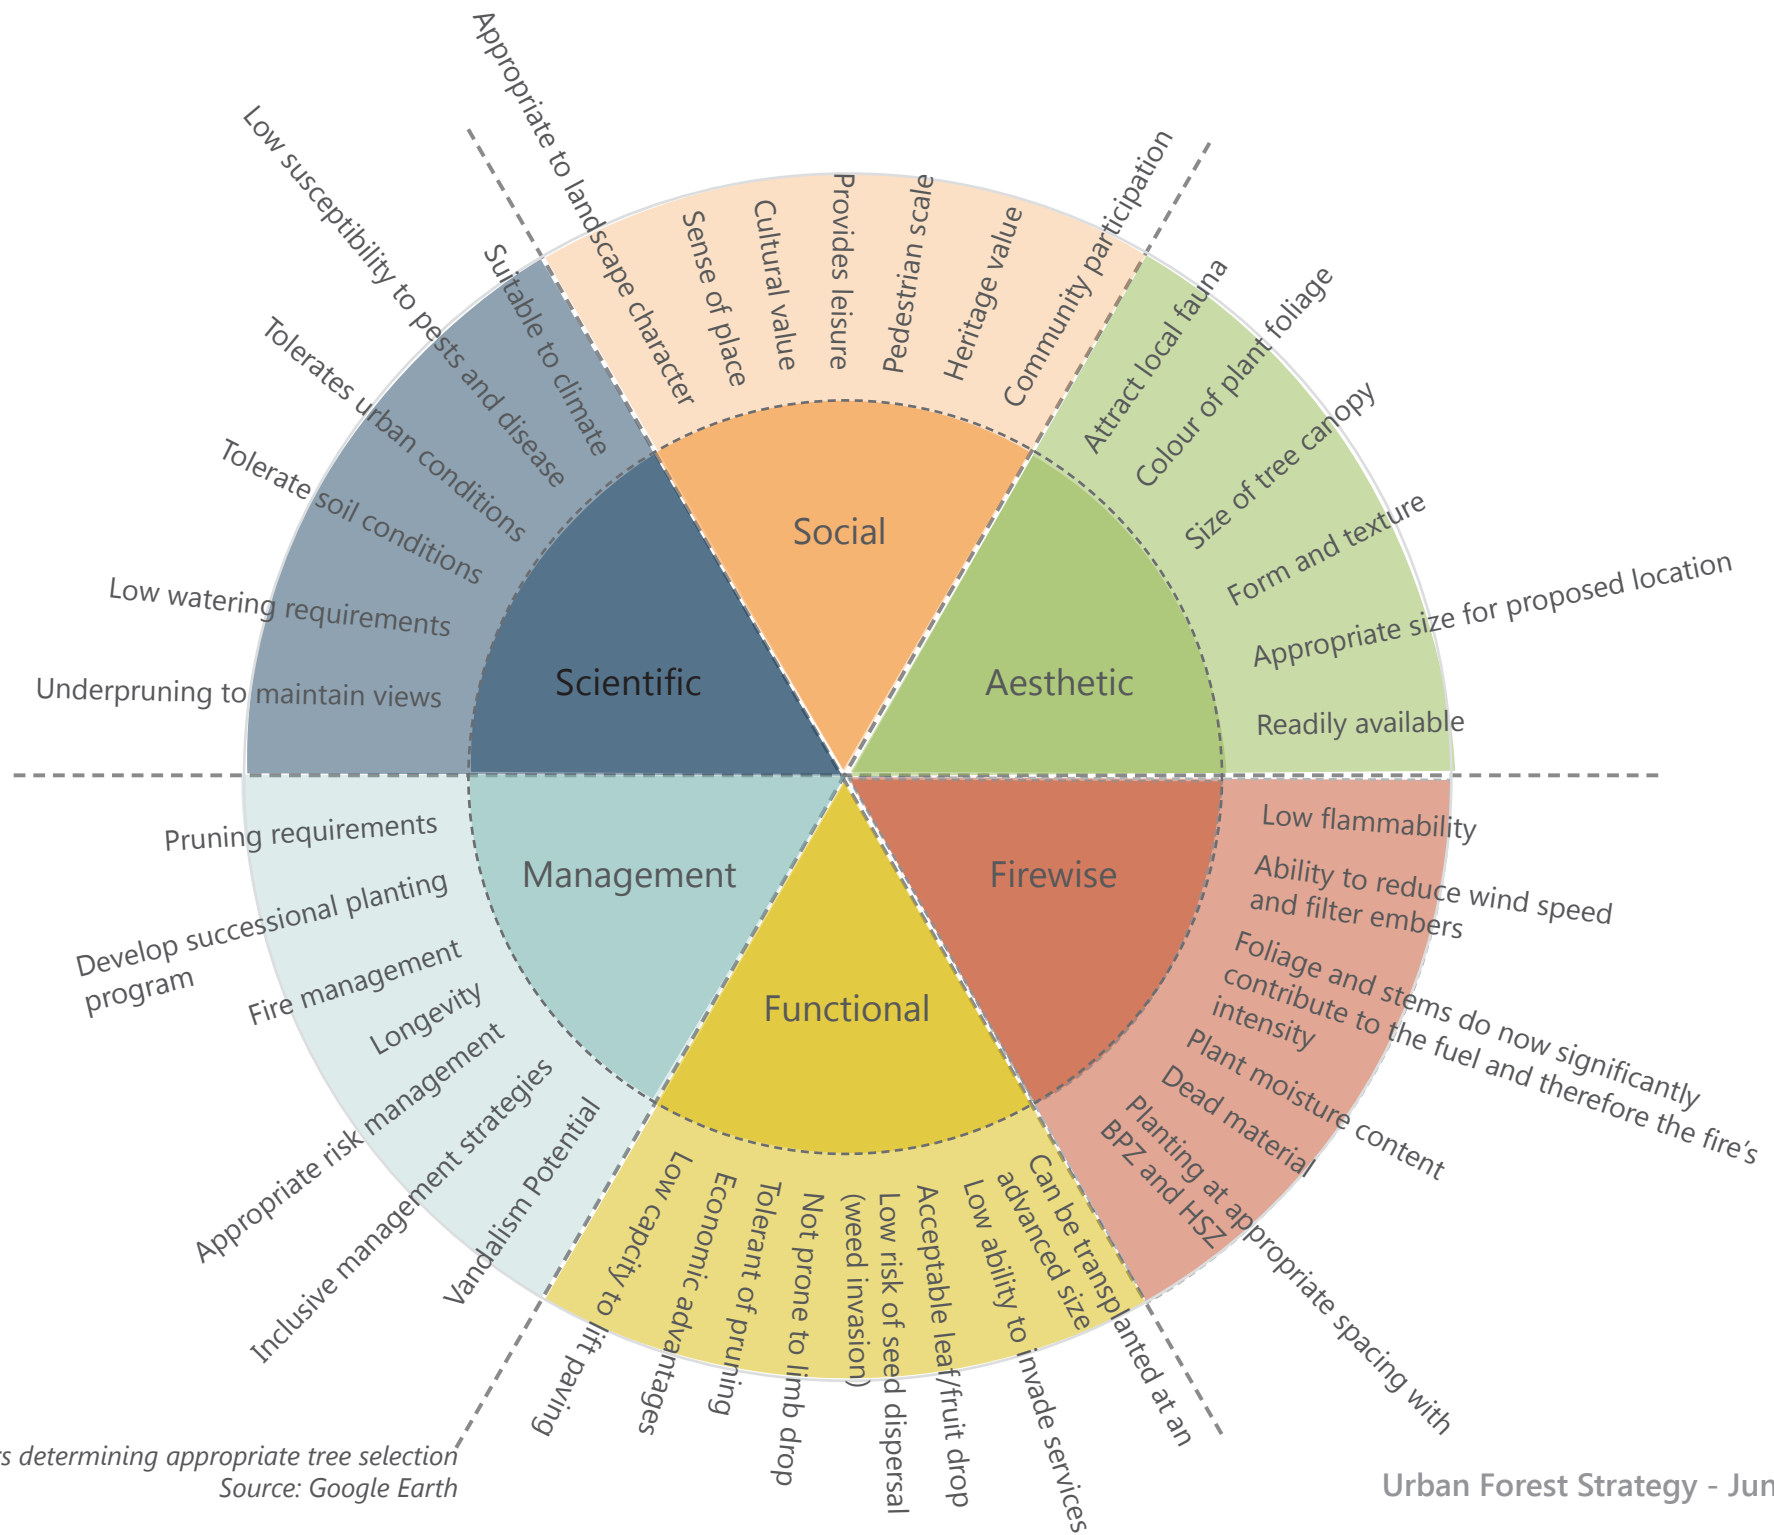 Social
Appropriate to landscape character
Sense of place
Cultural value
Provides leisure
Pedestrian scale
Heritage value
Community participation
Aesthetic
Attract local fauna
Colour of plant foliage
Size of tree canopy
Form and texture
Appropriate size for proposed location
Readily available
Firewise
Low flammability
Ability to reduce wind speed
and filter embers
Foliage and stems do now significantly
contribute to the fuel and therefore the fire's
intensity
Plant moisture content
Dead material
Planting at appropriate spacing with
BPZ and HSZ
Functional
Can be transplanted at an
advanced size
Low ability to invade services
Acceptable leaf/fruit drop
Low risk of seed dispersal
(weed invasion)
Not prone to limb drop
Tolerant of pruning
Economic advantages
Low capcity to lift paving
Management
Vandalism Potential
Inclusive management strategies
Appropriate risk management
Longevity
Fire management
Develop successional planting
program
Pruning requirements
Scientific
Underpruning to maintain views
Low watering requirements
Tolerate soil conditions
Tolerates urban conditions
Low susceptibility to pests and disease
Suitable to climate
determining appropriate tree selection
Source: Google Earth
Urban Forest Strategy - Jun